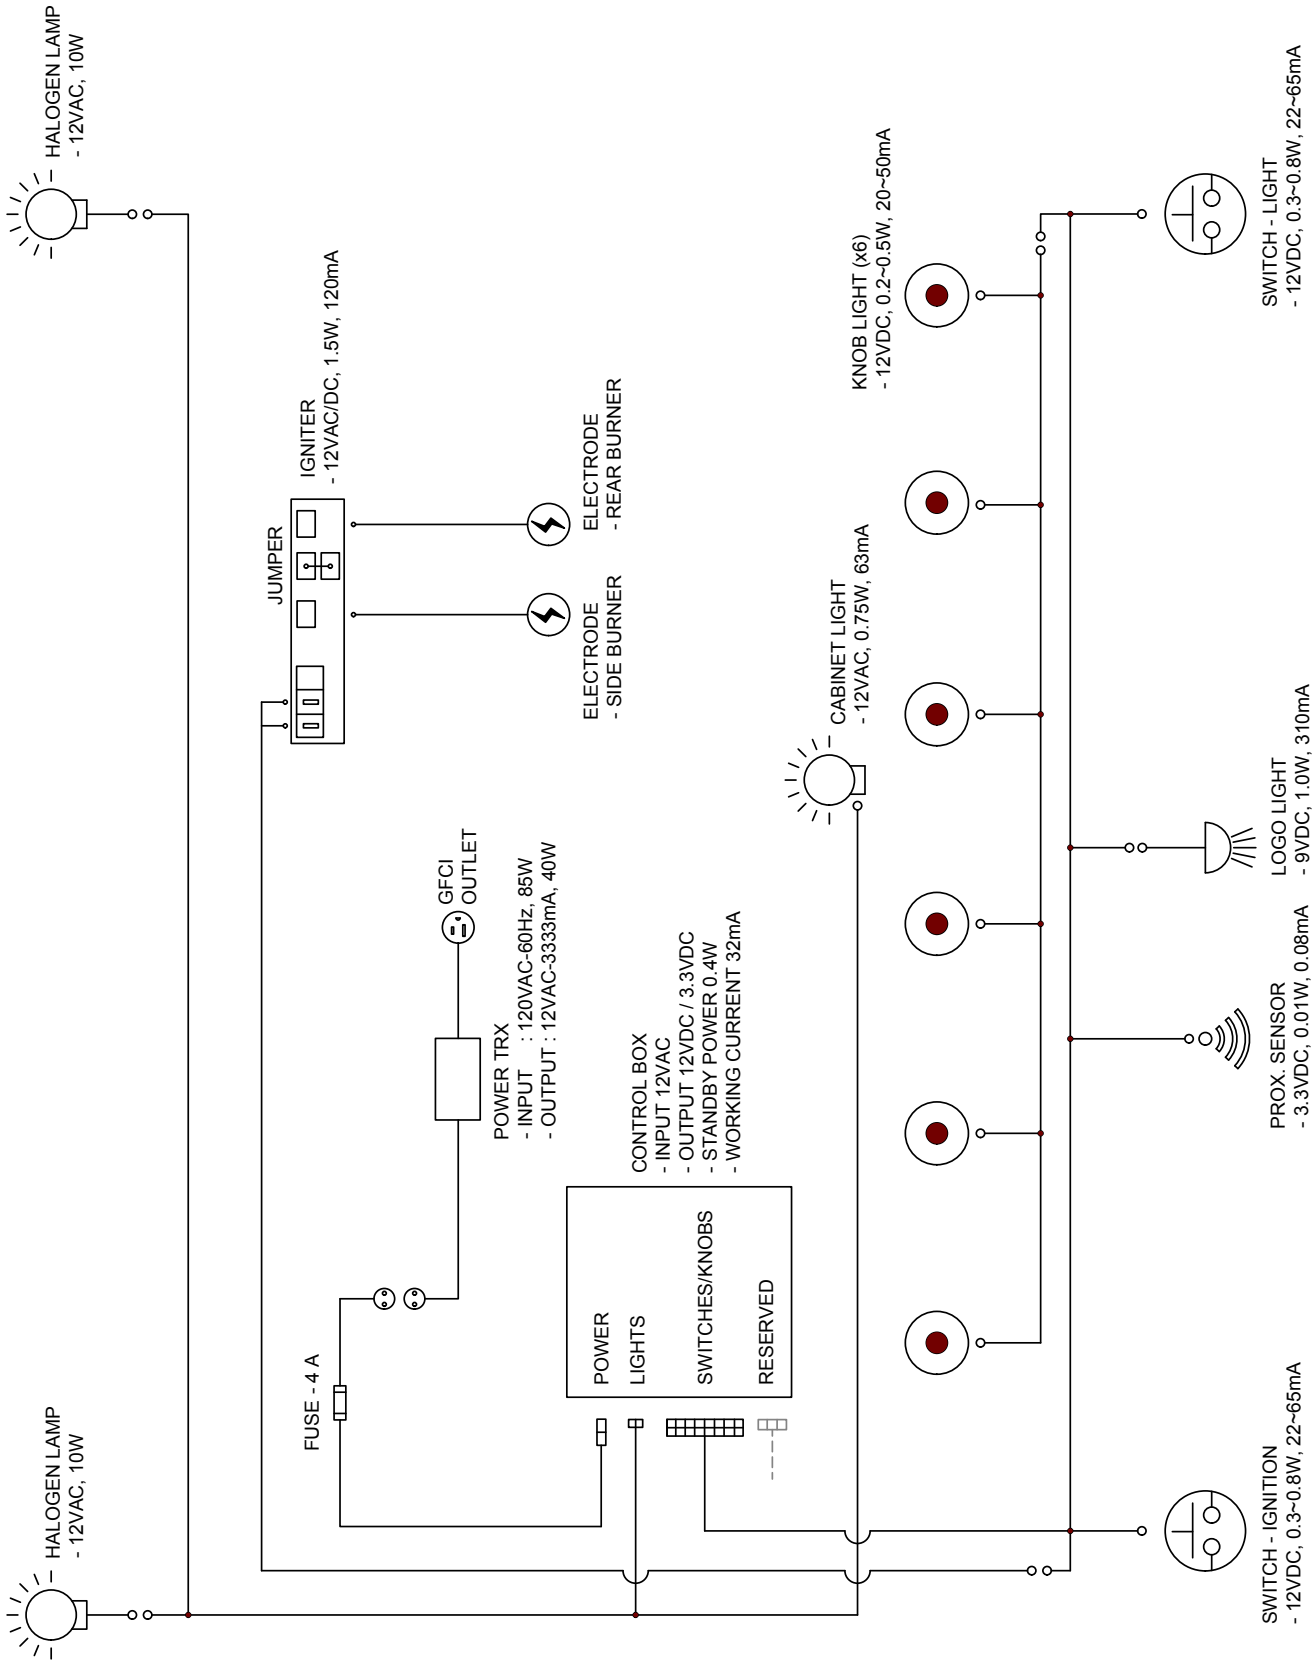 HALOGEN LAMP
- 12VAC, 10W
HALOGEN LAMP
- 12VAC, 10W
FUSE - 4 A
JUMPER
IGNITER
- 12VAC/DC, 1.5W, 120mA
GFCI
OUTLET
POWER TRX
- INPUT : 120VAC-60Hz, 85W
- OUTPUT : 12VAC-3333mA, 40W
ELECTRODE
- SIDE BURNER
ELECTRODE
- REAR BURNER
CONTROL BOX
- INPUT 12VAC
- OUTPUT 12VDC / 3.3VDC
- STANDBY POWER 0.4W
- WORKING CURRENT 32mA
POWER
LIGHTS
SWITCHES/KNOBS
RESERVED
CABINET LIGHT
- 12VAC, 0.75W, 63mA
KNOB LIGHT (x6)
- 12VDC, 0.2~0.5W, 20~50mA
SWITCH - IGNITION
- 12VDC, 0.3~0.8W, 22~65mA
PROX. SENSOR
- 3.3VDC, 0.01W, 0.08mA
LOGO LIGHT
- 9VDC, 1.0W, 310mA
SWITCH - LIGHT
- 12VDC, 0.3~0.8W, 22~65mA